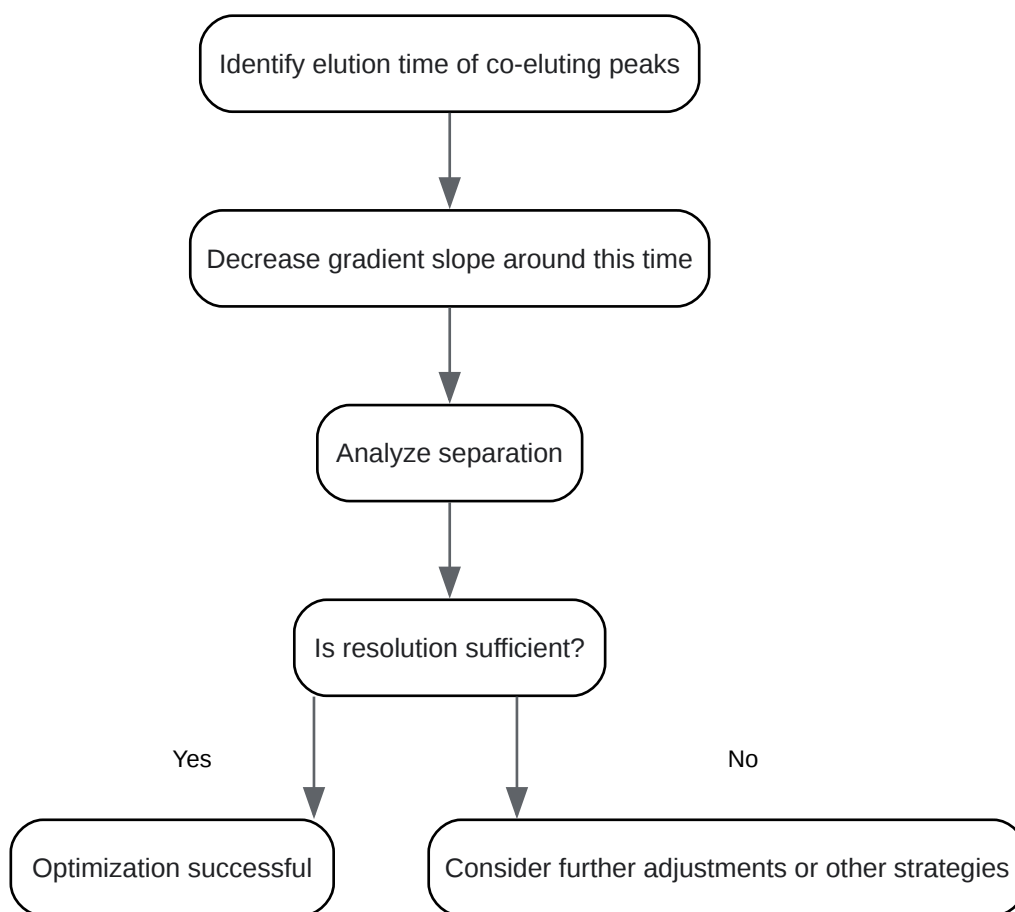 Identify elution time of co-eluting peaks
Decrease gradient slope around this time
Analyze separation
Is resolution sufficient?
Yes
No
Optimization successful
Consider further adjustments or other strategies